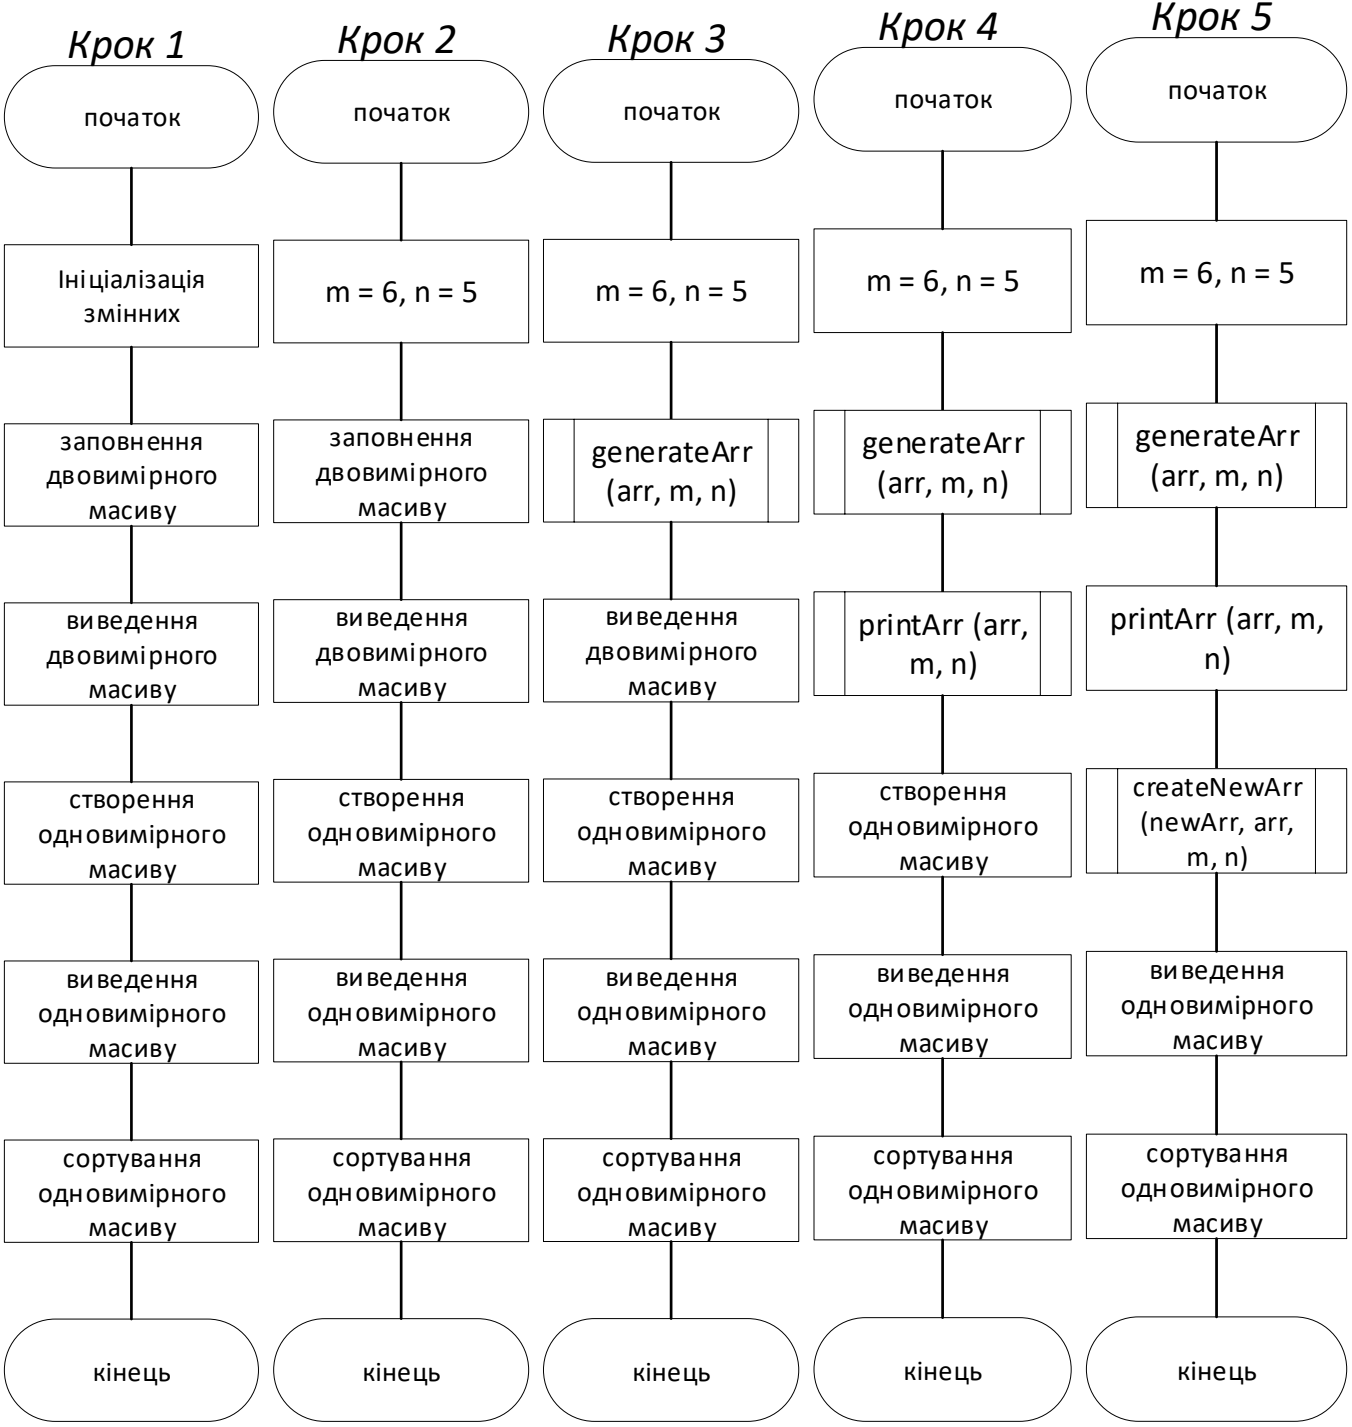 Крок 1
початок
Ініціалізація
змінних
заповнення
двовимірного
масиву
виведення
двовимірного
масиву
створення
одновимірного
масиву
виведення
одновимірного
масиву
сортування
одновимірного
масиву
кінець
Крок 2
початок
m = 6, n = 5
заповнення
двовимірного
масиву
виведення
двовимірного
масиву
створення
одновимірного
масиву
виведення
одновимірного
масиву
сортування
одновимірного
масиву
кінець
Крок 3
початок
m = 6, n = 5
generateArr
(arr, m, n)
виведення
двовимірного
масиву
створення
одновимірного
масиву
виведення
одновимірного
масиву
сортування
одновимірного
масиву
кінець
Крок 4
початок
m = 6, n = 5
generateArr
(arr, m, n)
printArr (arr,
m, n)
створення
одновимірного
масиву
виведення
одновимірного
масиву
сортування
одновимірного
масиву
кінець
Крок 5
початок
m = 6, n = 5
generateArr
(arr, m, n)
printArr (arr, m,
n)
createNewArr
(newArr, arr,
m, n)
виведення
одновимірного
масиву
сортування
одновимірного
масиву
кінець